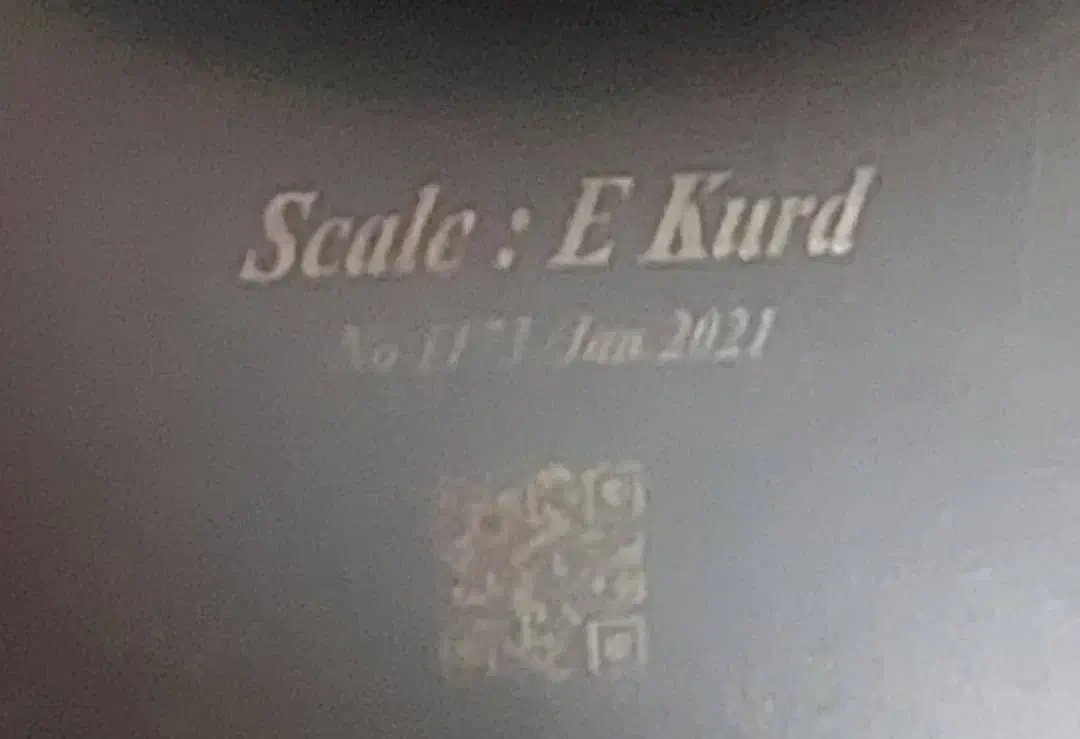 Scale : E Kurd
No Jan 2021